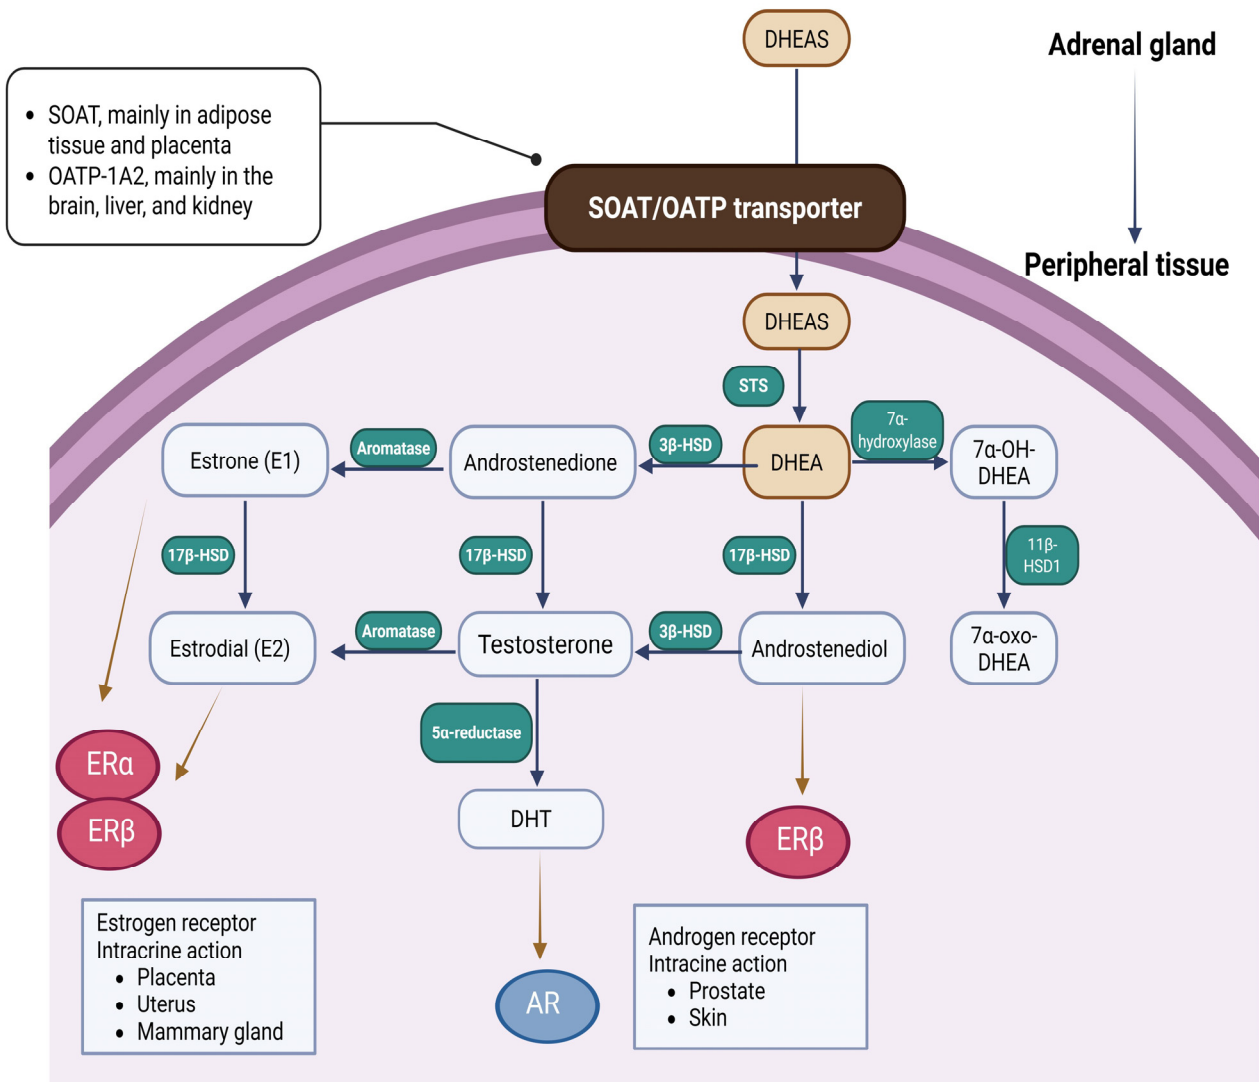 DHEAS
Adrenal gland
• SOAT, mainly in adipose
tissue and placenta
• OATP-1A2, mainly in the
brain, liver, and kidney
SOAT/OATP transporter
Peripheral tissue
DHEAS
STS
7α-
hydroxylase
Estrone (E1)
Aromatase
Androstenedione
3β-HSD
DHEA
7α-OH-
DHEA
17β-HSD
17β-HSD
17β-HSD
11β-
HSD1
Estrodial (E2)
Aromatase
Testosterone
3β-HSD
Androstenediol
7α-oxo-
DHEA
5α-reductase
ERα
ERβ
DHT
ERβ
Estrogen receptor
Intracrine action
• Placenta
• Uterus
• Mammary gland
AR
Androgen receptor
Intracine action
• Prostate
• Skin